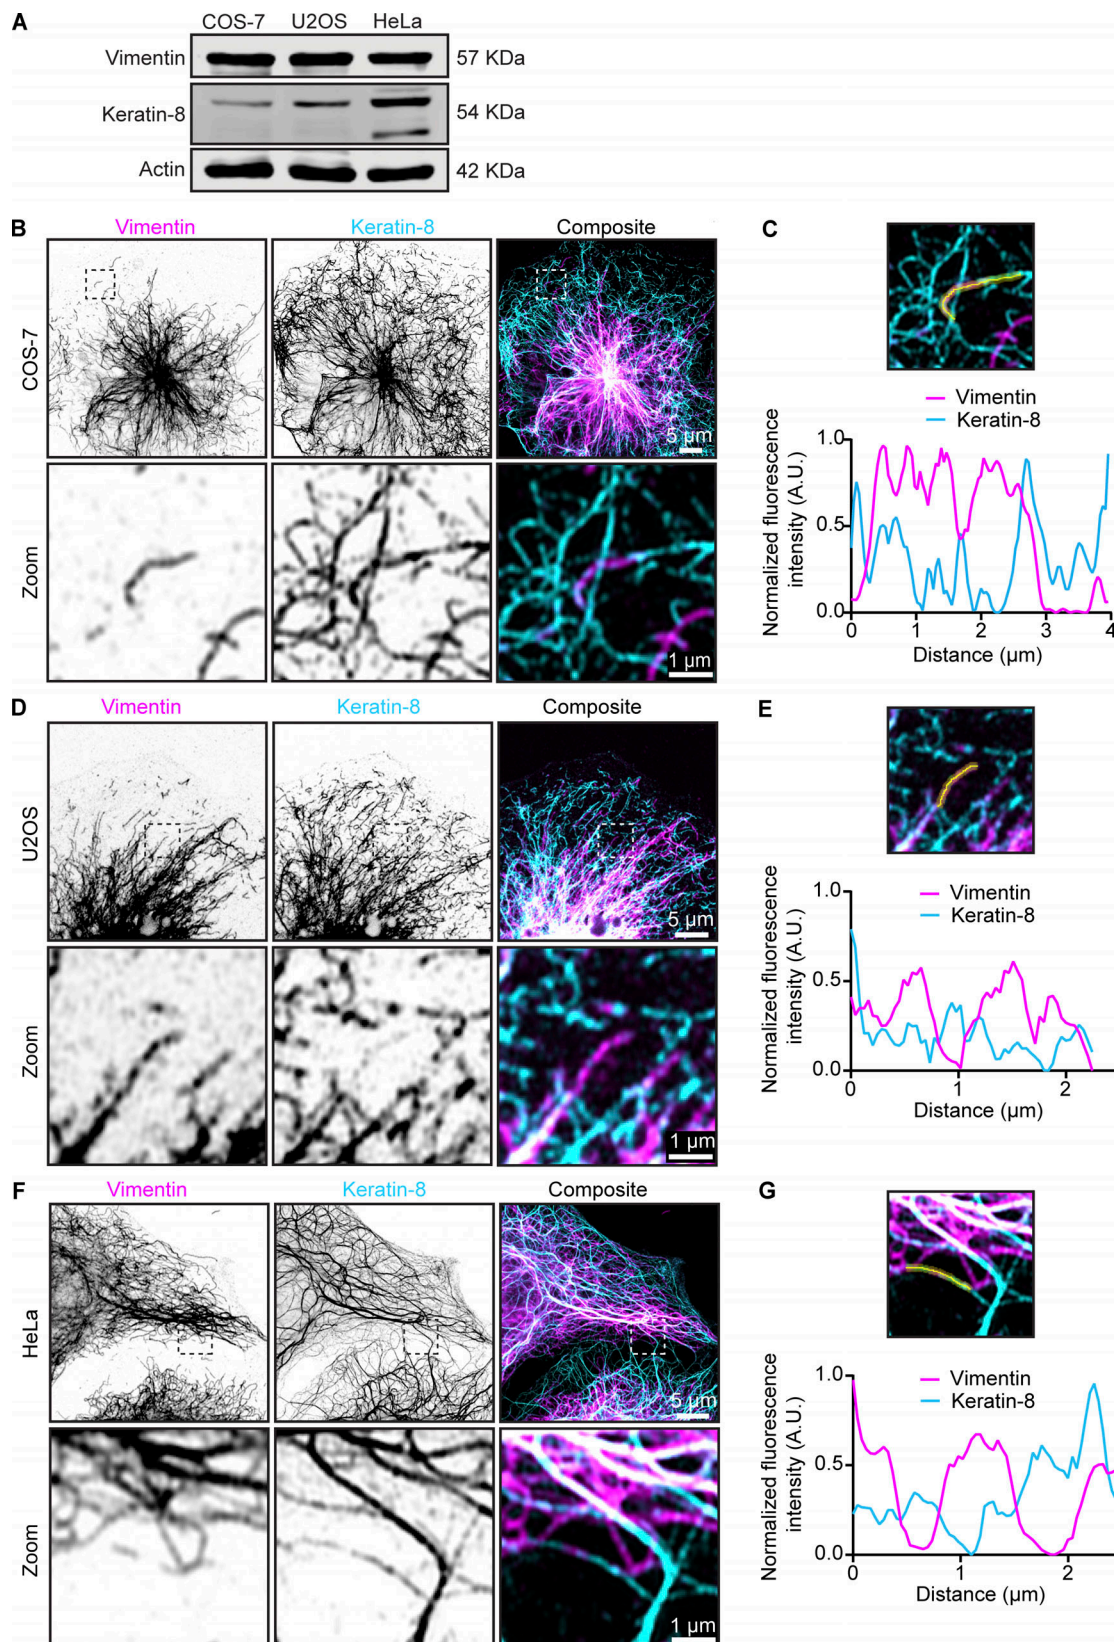 A
COS-7 U2OS HeLa
Vimentin 57 KDa
Keratin-8 54 KDa
Actin 42 KDa
B Vimentin Keratin-8 Composite
COS-7
5 µm
Zoom
1 µm
C
Vimentin
Keratin-8
Normalized fluorescence
intensity (A.U.)
1.0
0.5
0.0
0 1 2 3 4
Distance (µm)
D Vimentin Keratin-8 Composite
U2OS
5 µm
Zoom
1 µm
E
Vimentin
Keratin-8
Normalized fluorescence
intensity (A.U.)
1.0
0.5
0.0
0 1 2
Distance (µm)
F Vimentin Keratin-8 Composite
HeLa
5 µm
Zoom
1 µm
G
Vimentin
Keratin-8
Normalized fluorescence
intensity (A.U.)
1.0
0.5
0.0
0 1 2
Distance (µm)